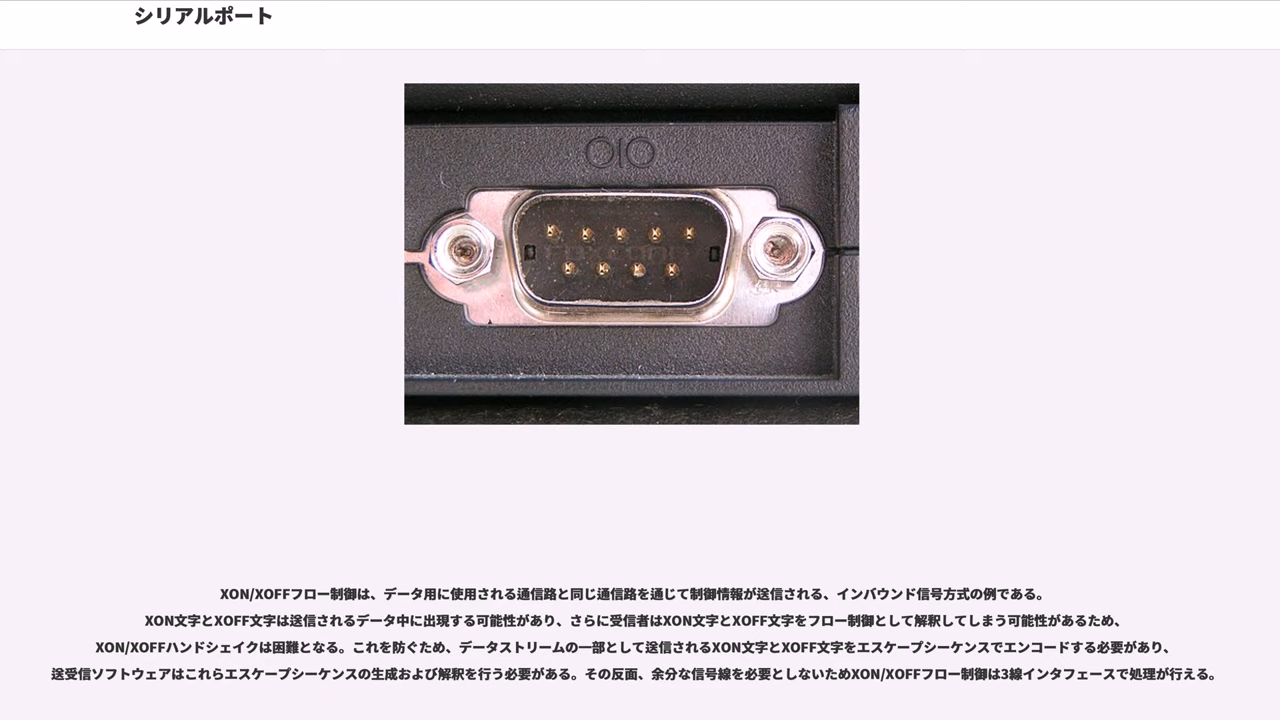 シリアルポート
XON/XOFFフロー制御は、データ用に使用される通信路と同じ通信路を通じて制御情報が送信される、インバウンド信号方式の例である。
XON文字とXOFF文字は送信されるデータ中に出現する可能性があり、さらに受信者はXON文字とXOFF文字をフロー制御として解釈してしまう可能性があるため、
XON/XOFFハンドシェイクは困難となる。これを防ぐため、データストリームの一部として送信されるXON文字とXOFF文字をエスケープシーケンスでエンコードする必要があり、
送受信ソフトウェアはこれらエスケープシーケンスの生成および解釈を行う必要がある。その反面、余分な信号線を必要としないためXON/XOFFフロー制御は3線インタフェースで処理が行える。